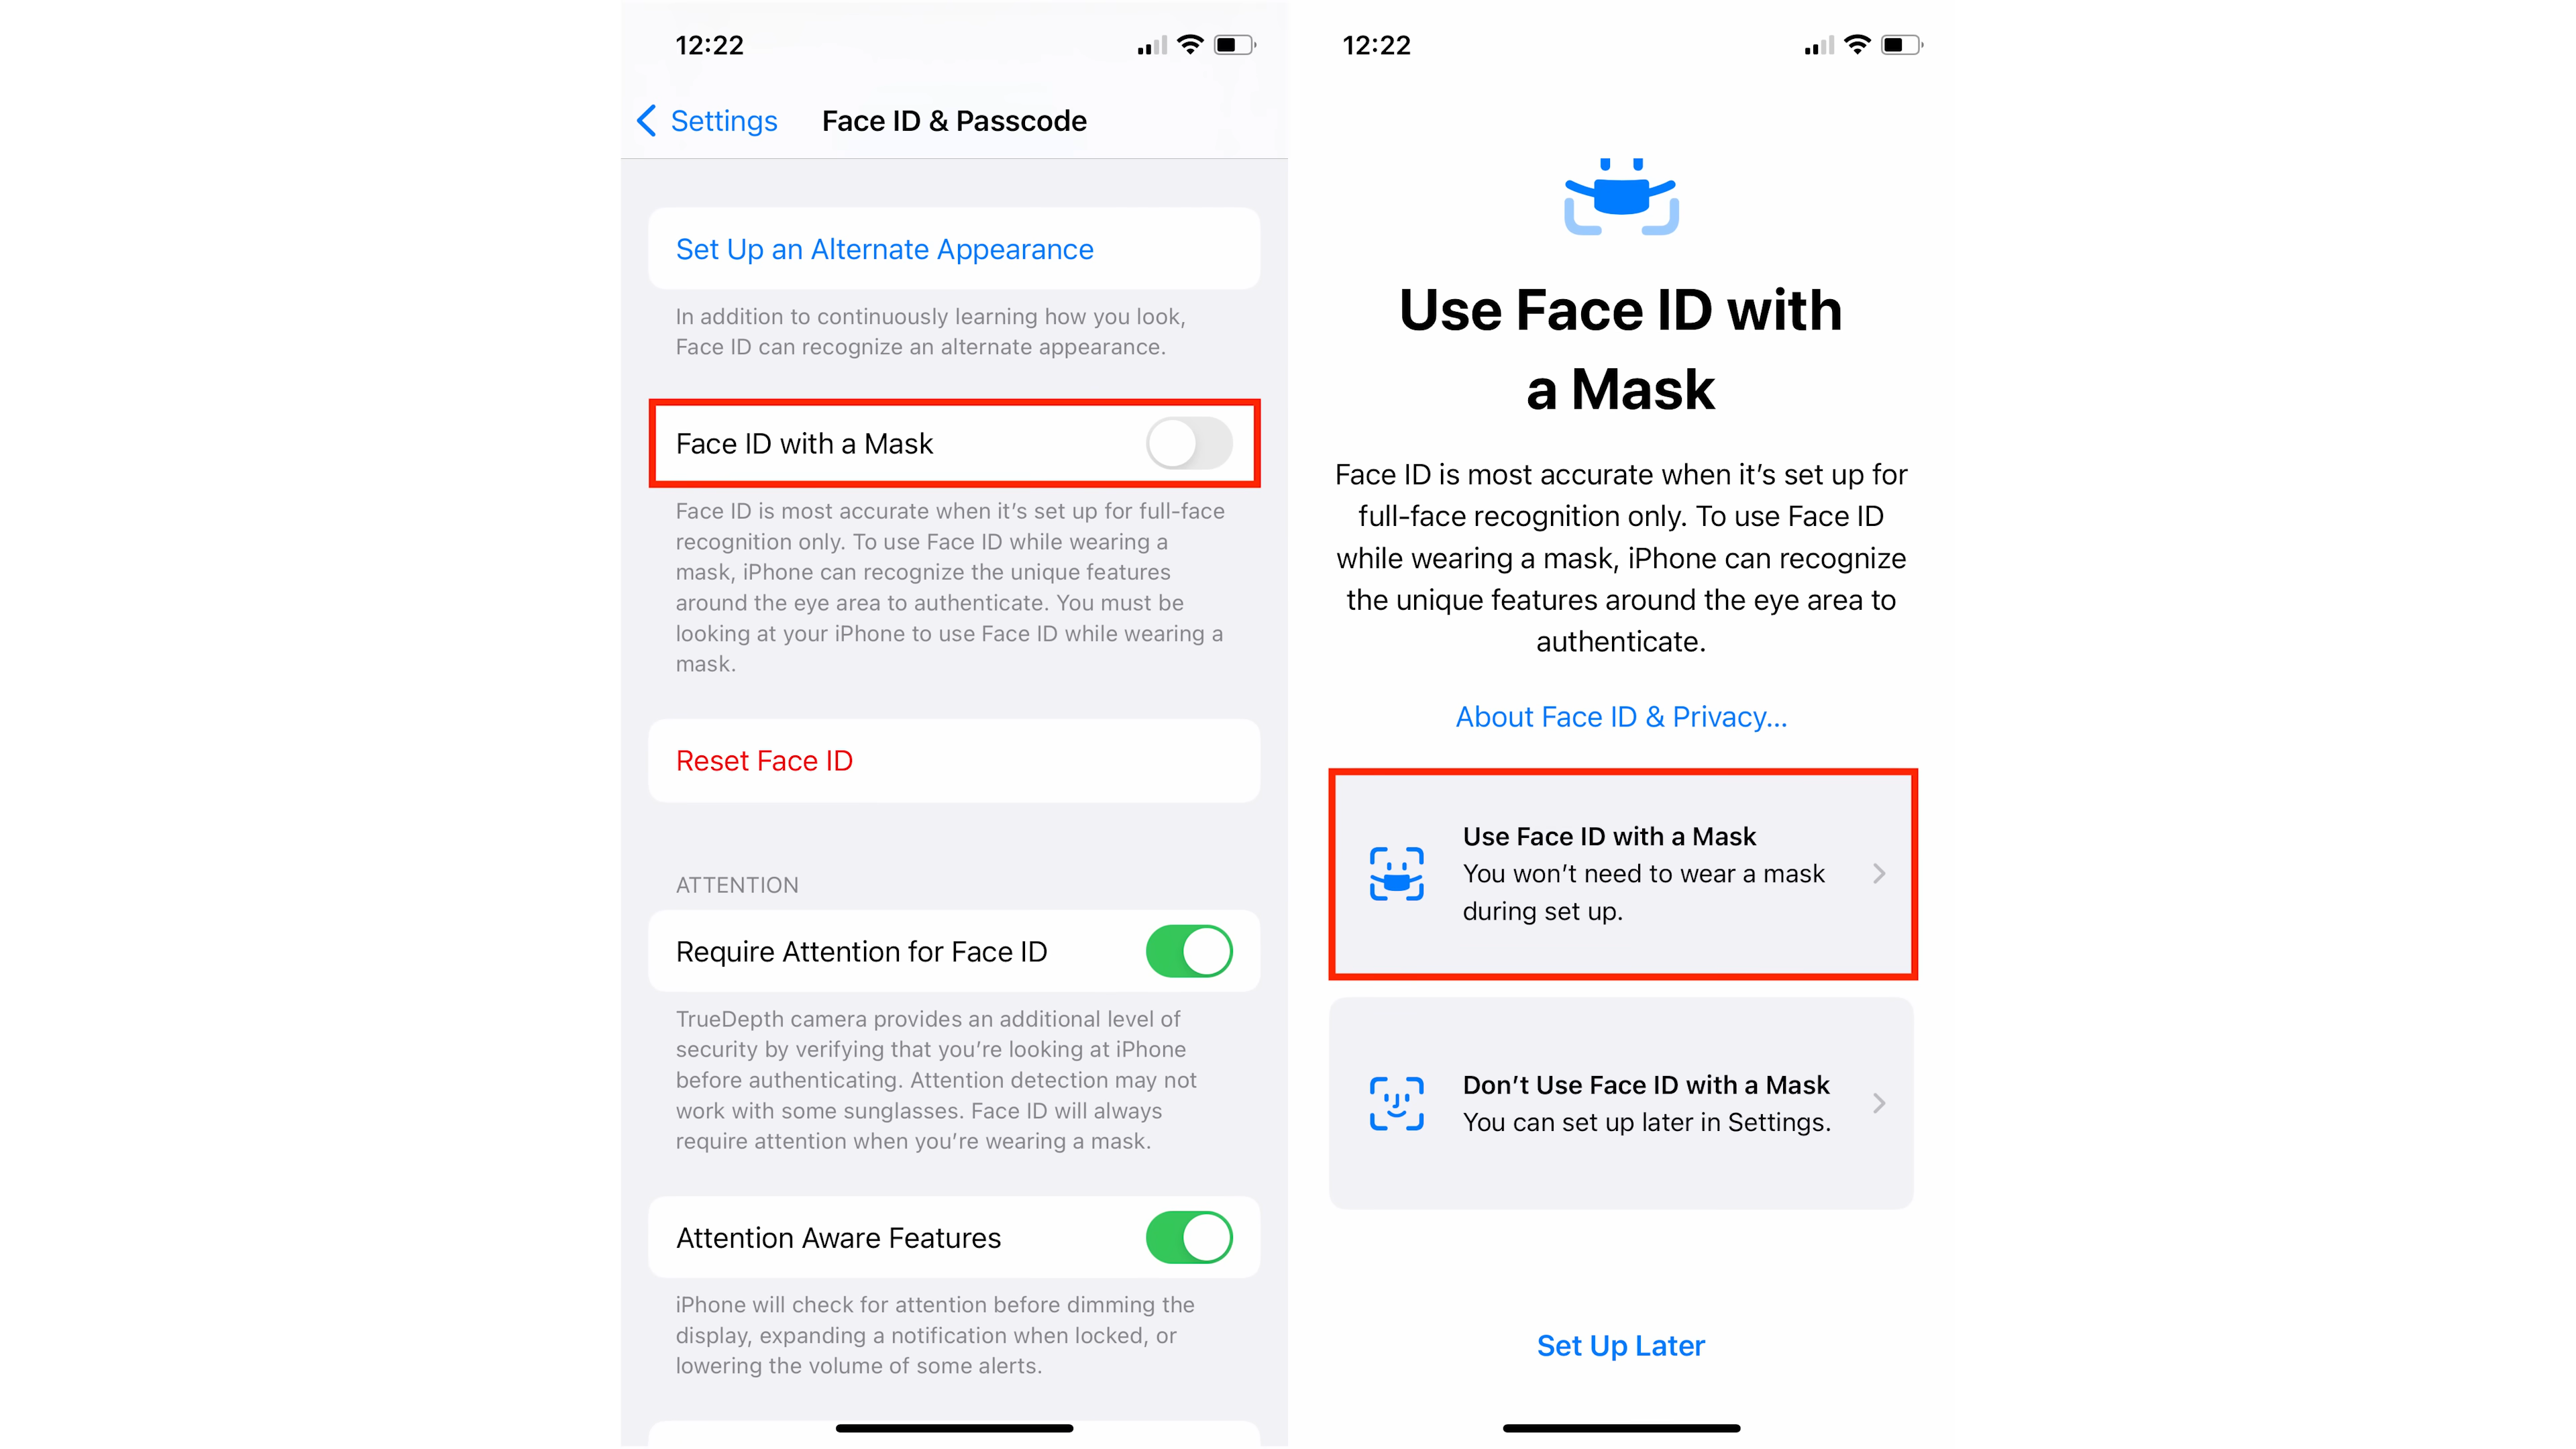 12:22
Settings
Face ID & Passcode
Set Up an Alternate Appearance
In addition to continuously learning how you look,
Face ID can recognize an alternate appearance.
Face ID with a Mask
Face ID is most accurate when it's set up for full-face
recognition only. To use Face ID while wearing a
mask, iPhone can recognize the unique features
around the eye area to authenticate. You must be
looking at your iPhone to use Face ID while wearing a
mask.
Reset Face ID
ATTENTION
Require Attention for Face ID
TrueDepth camera provides an additional level of
security by verifying that you're looking at iPhone
before authenticating. Attention detection may not
work with some sunglasses. Face ID will always
require attention when you're wearing a mask.
Attention Aware Features
iPhone will check for attention before dimming the
display, expanding a notification when locked, or
lowering the volume of some alerts.
12:22
Use Face ID with
a Mask
Face ID is most accurate when it's set up for
full-face recognition only. To use Face ID
while wearing a mask, iPhone can recognize
the unique features around the eye area to
authenticate.
About Face ID & Privacy...
Use Face ID with a Mask
You won't need to wear a mask
during set up.
Don't Use Face ID with a Mask
You can set up later in Settings.
Set Up Later